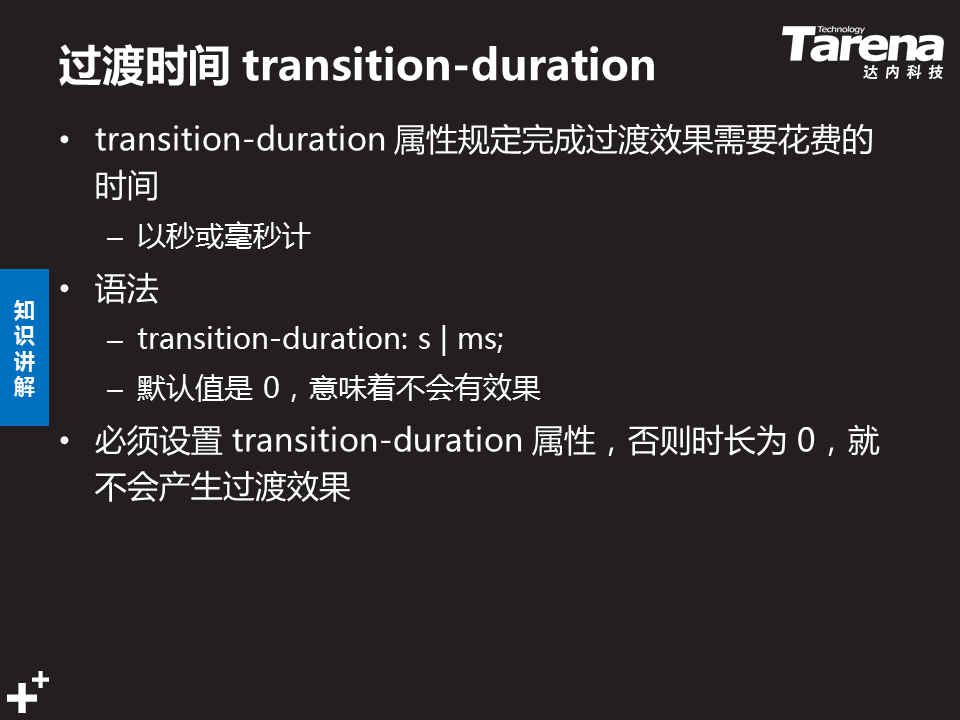 过渡时间 transition-duration
Technology
Tarena
达内科技
• transition-duration 属性规定完成过渡效果需要花费的
时间
– 以秒或毫秒计
• 语法
– transition-duration: s | ms;
– 默认值是 0，意味着不会有效果
• 必须设置 transition-duration 属性，否则时长为 0，就
不会产生过渡效果
知
识
讲
解